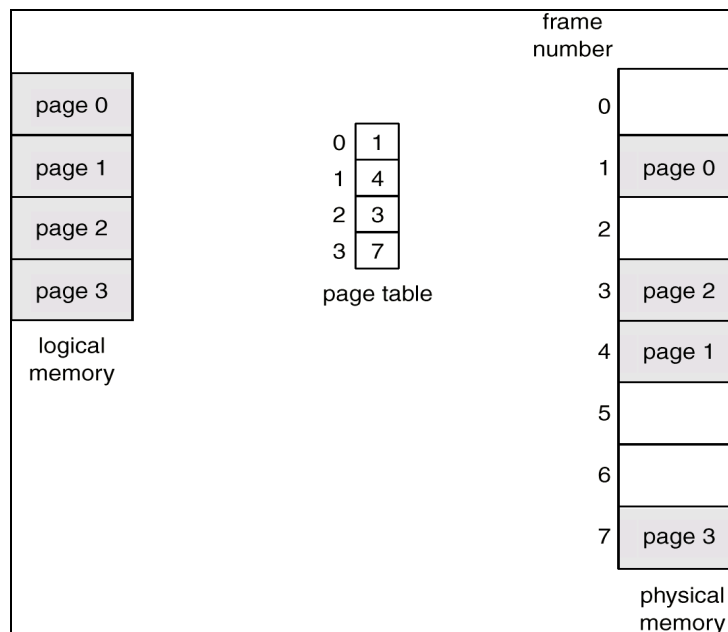 frame
number
page 0
page 1
page 2
page 3
logical
memory
0 1
1 4
2 3
3 7
page table
0
1 page 0
2
3 page 2
4 page 1
5
6
7 page 3
physical
memory